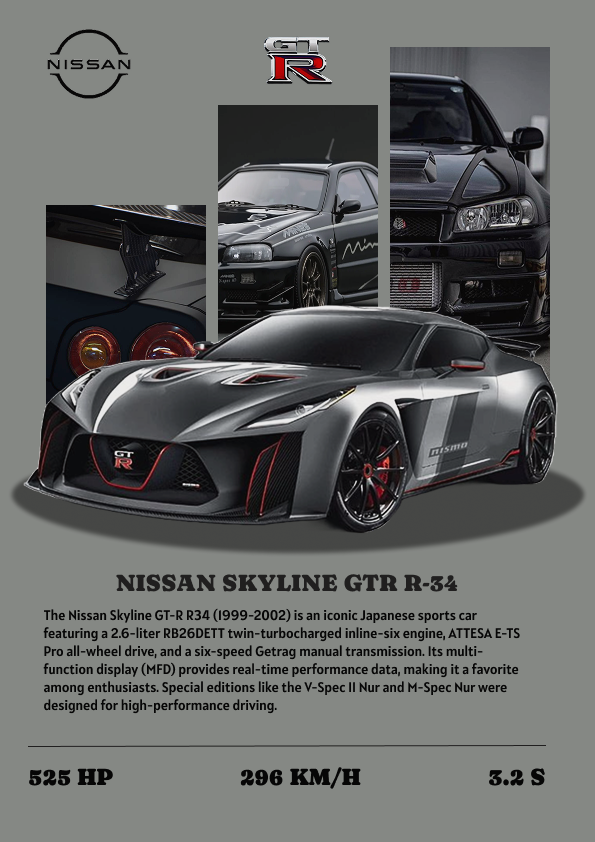 NISSAN
GT
R
GT
R
nismo
NISSAN SKYLINE GTR R-34
The Nissan Skyline GT-R R34 (1999-2002) is an iconic Japanese sports car
featuring a 2.6-liter RB26DETT twin-turbocharged inline-six engine, ATTESA E-TS
Pro all-wheel drive, and a six-speed Getrag manual transmission. Its multi-
function display (MFD) provides real-time performance data, making it a favorite
among enthusiasts. Special editions like the V-Spec II Nur and M-Spec Nur were
designed for high-performance driving.
525 HP 296 KM/H 3.2 S